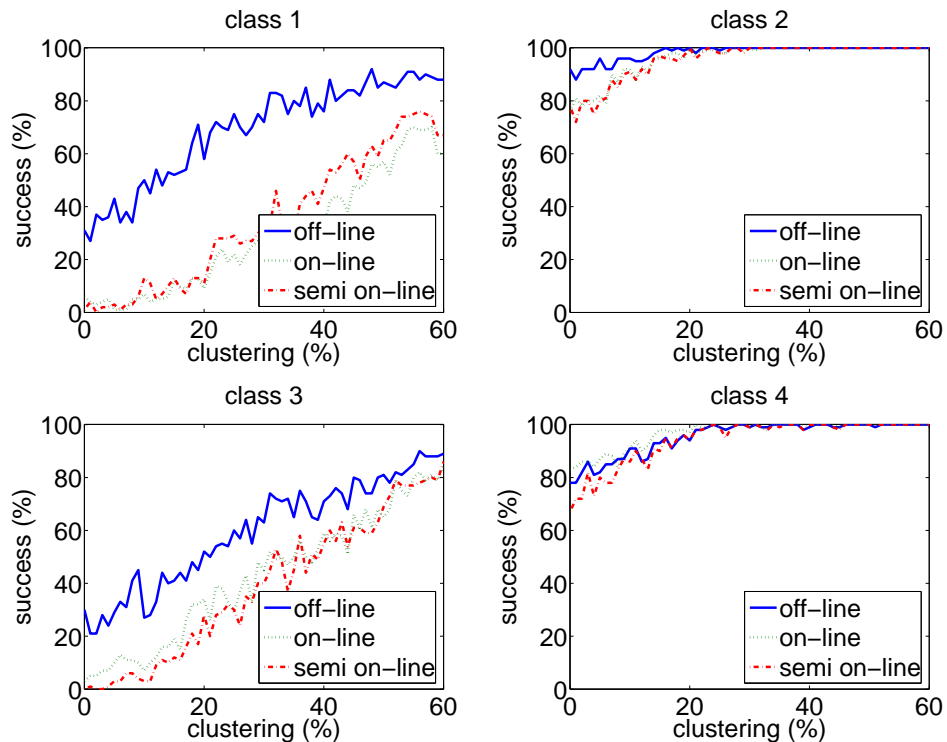 class 1
100
80
60
40
20
0
success (%)
0 20 40 60
clustering (%)
off-line
on-line
semi on-line
class 2
100
80
60
40
20
0
success (%)
0 20 40 60
clustering (%)
off-line
on-line
semi on-line
class 3
100
80
60
40
20
0
success (%)
0 20 40 60
clustering (%)
off-line
on-line
semi on-line
class 4
100
80
60
40
20
0
success (%)
0 20 40 60
clustering (%)
off-line
on-line
semi on-line